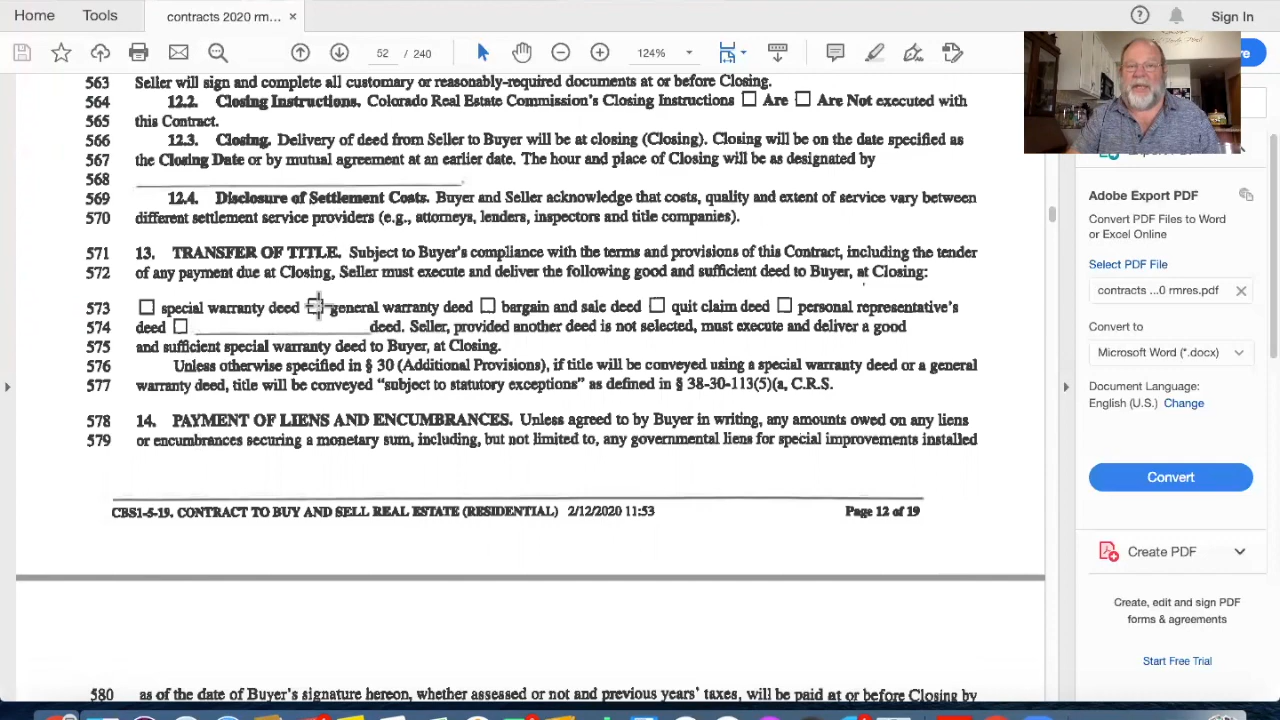 Home
Tools
contracts 2020 rm...
×
Sign In
52 / 240
124%
563 Seller will sign and complete all customary or reasonably-required documents at or before Closing.
564 12.2. Closing Instructions. Colorado Real Estate Commission's Closing Instructions ☐ Are ☐ Are Not executed with
565 this Contract.
566 12.3. Closing. Delivery of deed from Seller to Buyer will be at closing (Closing). Closing will be on the date specified as
567 the Closing Date or by mutual agreement at an earlier date. The hour and place of Closing will be as designated by
568 ____________________.
569 12.4. Disclosure of Settlement Costs. Buyer and Seller acknowledge that costs, quality and extent of service vary between
570 different settlement service providers (e.g., attorneys, lenders, inspectors and title companies).
571 13. TRANSFER OF TITLE. Subject to Buyer's compliance with the terms and provisions of this Contract, including the tender
572 of any payment due at Closing, Seller must execute and deliver the following good and sufficient deed to Buyer, at Closing:
573 ☐ special warranty deed ☐ general warranty deed ☐ bargain and sale deed ☐ quit claim deed ☐ personal representative's
574 deed ☐ ____________________deed. Seller, provided another deed is not selected, must execute and deliver a good
575 and sufficient special warranty deed to Buyer, at Closing.
576 Unless otherwise specified in § 30 (Additional Provisions), if title will be conveyed using a special warranty deed or a general
577 warranty deed, title will be conveyed "subject to statutory exceptions" as defined in § 38-30-113(5)(a, C.R.S.
578 14. PAYMENT OF LIENS AND ENCUMBRANCES. Unless agreed to by Buyer in writing, any amounts owed on any liens
579 or encumbrances securing a monetary sum, including, but not limited to, any governmental liens for special improvements installed
CBS1-5-19. CONTRACT TO BUY AND SELL REAL ESTATE (RESIDENTIAL) 2/12/2020 11:53 Page 12 of 19
580 as of the date of Buyer's signature hereon, whether assessed or not and previous years' taxes, will be paid at or before Closing by
Adobe Export PDF
Convert PDF Files to Word
or Excel Online
Select PDF File
contracts ...0 rmres.pdf
Convert to
Microsoft Word (*.docx)
Document Language:
English (U.S.) Change
Convert
Create PDF
Create, edit and sign PDF
forms & agreements
Start Free Trial